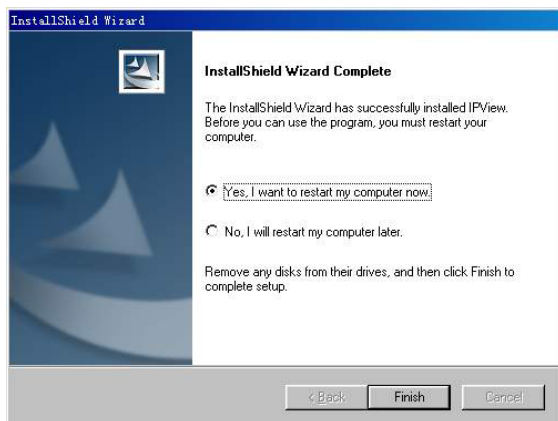 InstallShield Wizard
InstallShield Wizard Complete
The InstallShield Wizard has successfully installed IPView.
Before you can use the program, you must restart your
computer.
Yes, I want to restart my computer now.
No, I will restart my computer later.
Remove any disks from their drives, and then click Finish to
complete setup.
< Back Finish Cancel